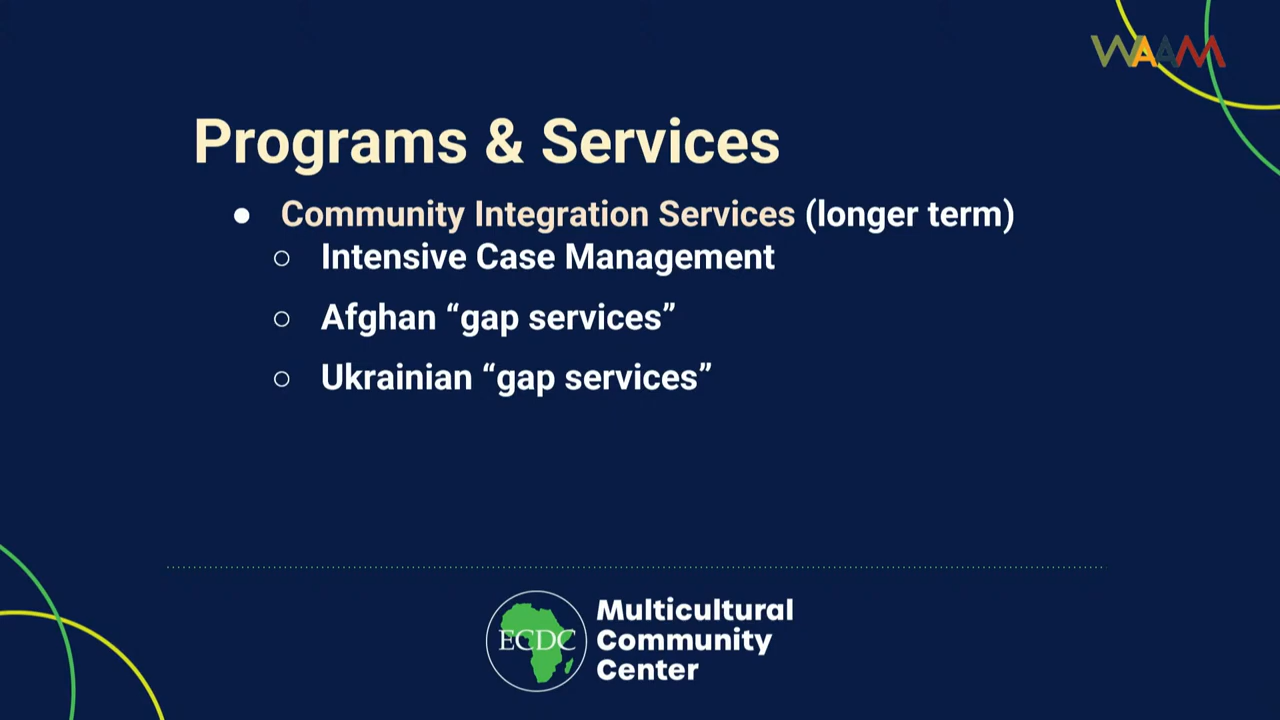 WAAM
Programs & Services
● Community Integration Services (longer term)
○ Intensive Case Management
○ Afghan “gap services”
○ Ukrainian “gap services”
ECDC
Multicultural
Community
Center